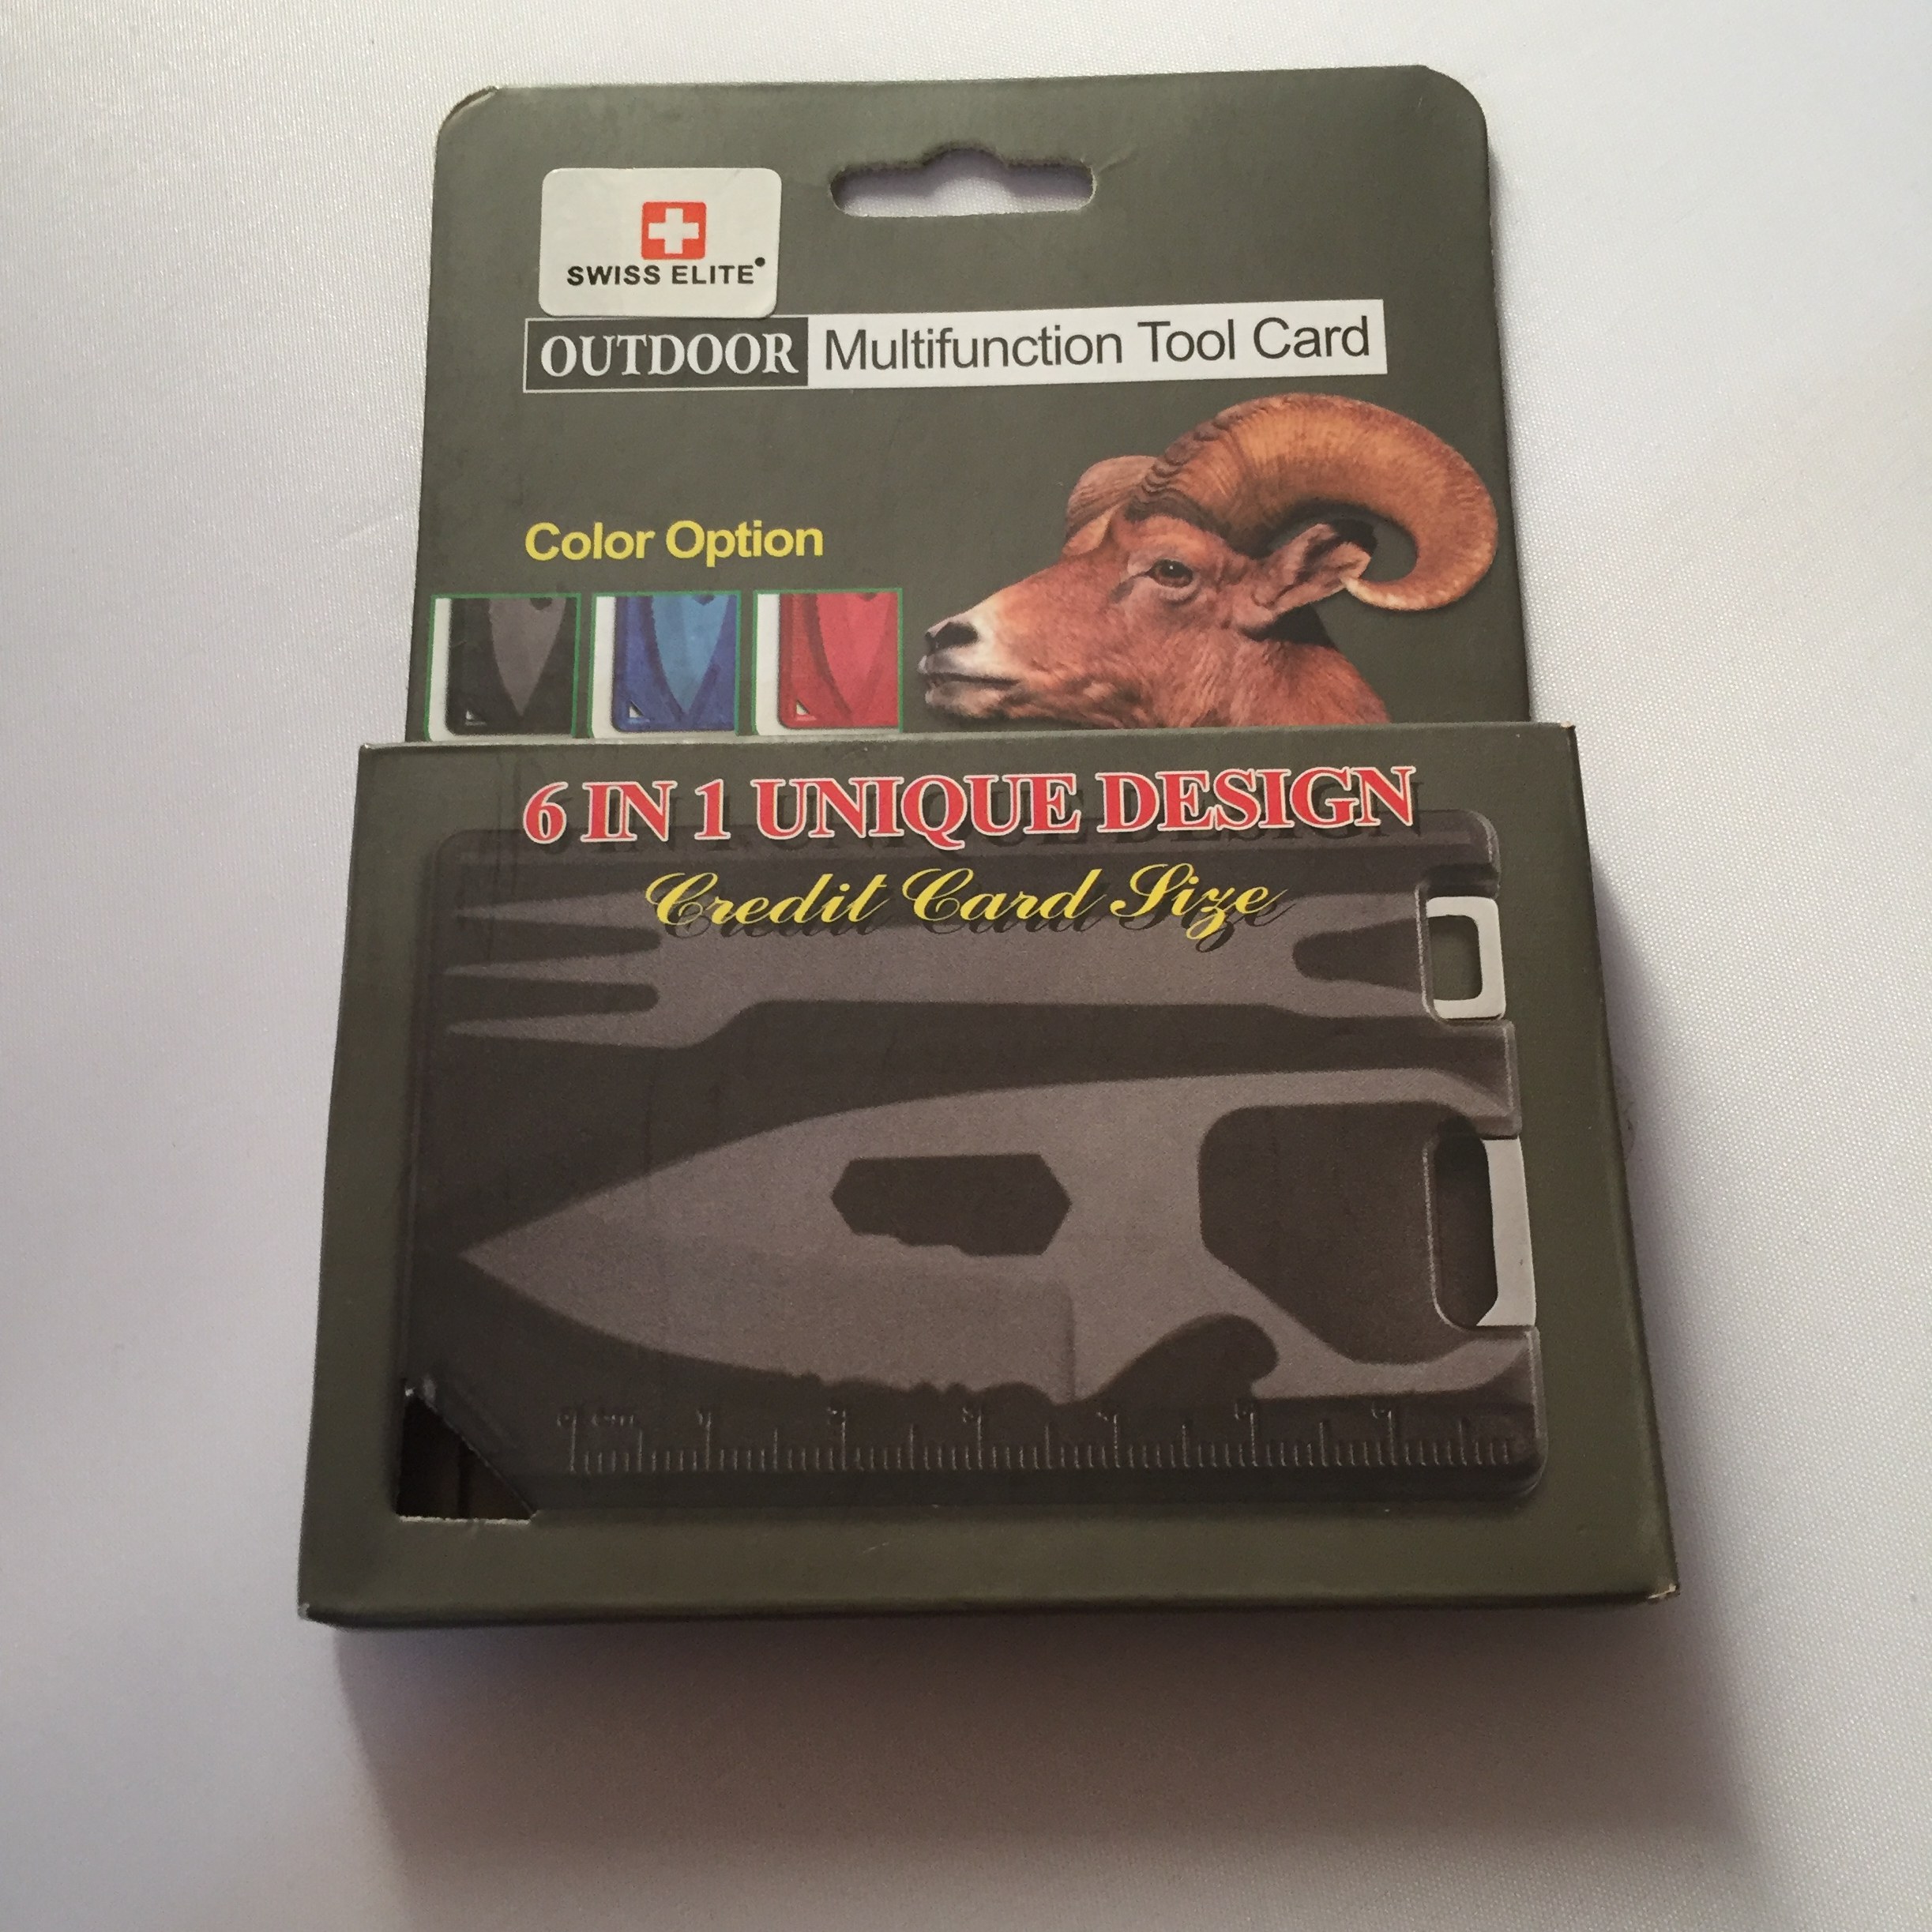 SWISS ELITE
OUTDOOR Multifunction Tool Card
Color Option
6 IN 1 UNIQUE DESIGN
Credit Card Size